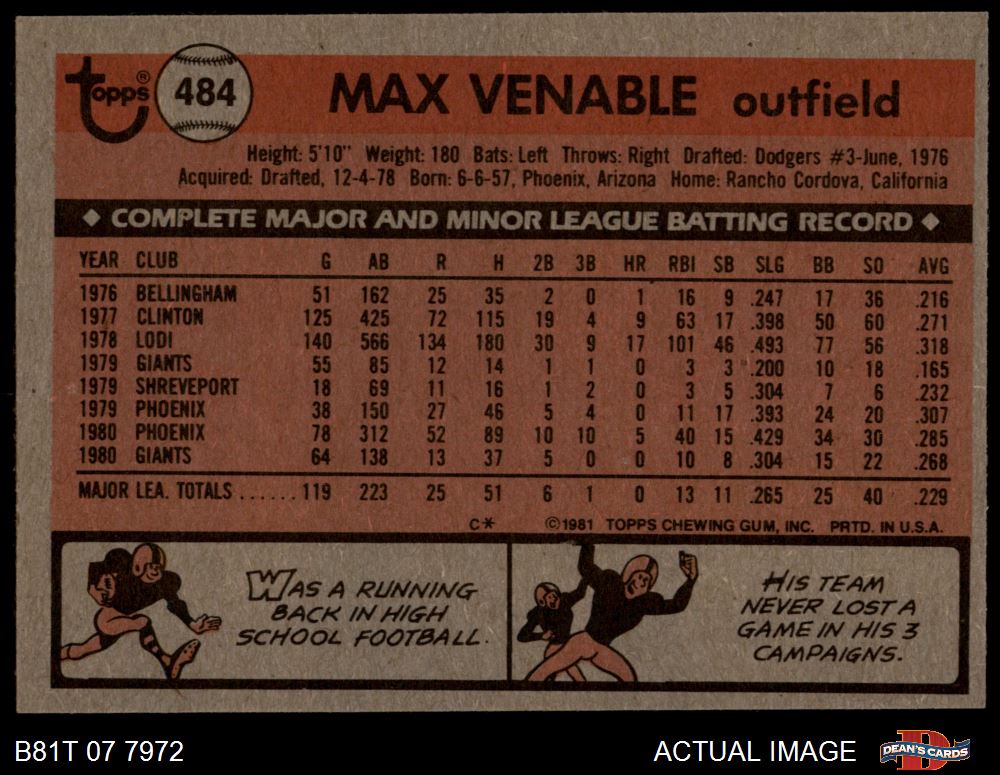 Topps® 484 MAX VENABLE outfield
Height: 5'10" Weight: 180 Bats: Left Throws: Right Drafted: Dodgers #3-June, 1976
Acquired: Drafted, 12-4-78 Born: 6-6-57, Phoenix, Arizona Home: Rancho Cordova, California
◆ COMPLETE MAJOR AND MINOR LEAGUE BATTING RECORD ◆
YEAR CLUB G AB R H 2B 3B HR RBI SB SLG BB SO AVG
1976 BELLINGHAM 51 162 25 35 2 0 1 16 9 .247 17 36 .216
1977 CLINTON 125 425 72 115 19 4 9 63 17 .398 50 60 .271
1978 LODI 140 566 134 180 30 9 17 101 46 .493 77 56 .318
1979 GIANTS 55 85 12 14 1 1 0 3 3 .200 10 18 .165
1979 SHREVEPORT 18 69 11 16 1 2 0 3 5 .304 7 6 .232
1979 PHOENIX 38 150 27 46 5 4 0 11 17 .393 24 20 .307
1980 PHOENIX 78 312 52 89 10 10 5 40 15 .429 34 30 .285
1980 GIANTS 64 138 13 37 5 0 0 10 8 .304 15 22 .268
MAJOR LEA. TOTALS ...... 119 223 25 51 6 1 0 13 11 .265 25 40 .229
C* ©1981 TOPPS CHEWING GUM, INC. PRTD. IN U.S.A.
WAS A RUNNING
BACK IN HIGH
SCHOOL FOOTBALL.
HIS TEAM
NEVER LOST A
GAME IN HIS 3
CAMPAIGNS.
B81T 07 7972 ACTUAL IMAGE DEAN'S CARDS